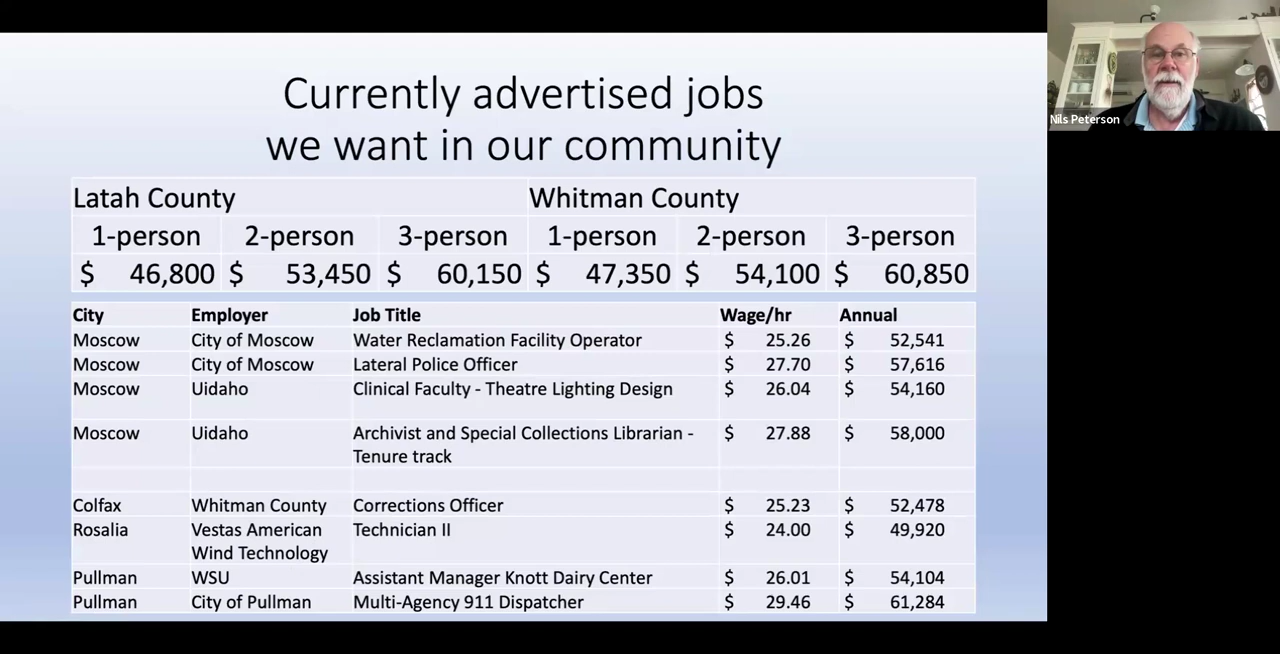 Currently advertised jobs
we want in our community
Nils Peterson
Latah County Whitman County
1-person 2-person 3-person 1-person 2-person 3-person
$ 46,800 $ 53,450 $ 60,150 $ 47,350 $ 54,100 $ 60,850
City Employer Job Title Wage/hr Annual
Moscow City of Moscow Water Reclamation Facility Operator $ 25.26 $ 52,541
Moscow City of Moscow Lateral Police Officer $ 27.70 $ 57,616
Moscow Uidaho Clinical Faculty - Theatre Lighting Design $ 26.04 $ 54,160
Moscow Uidaho Archivist and Special Collections Librarian - $ 27.88 $ 58,000
Tenure track
Colfax Whitman County Corrections Officer $ 25.23 $ 52,478
Rosalia Vestas American Technician II $ 24.00 $ 49,920
Wind Technology
Pullman WSU Assistant Manager Knott Dairy Center $ 26.01 $ 54,104
Pullman City of Pullman Multi-Agency 911 Dispatcher $ 29.46 $ 61,284